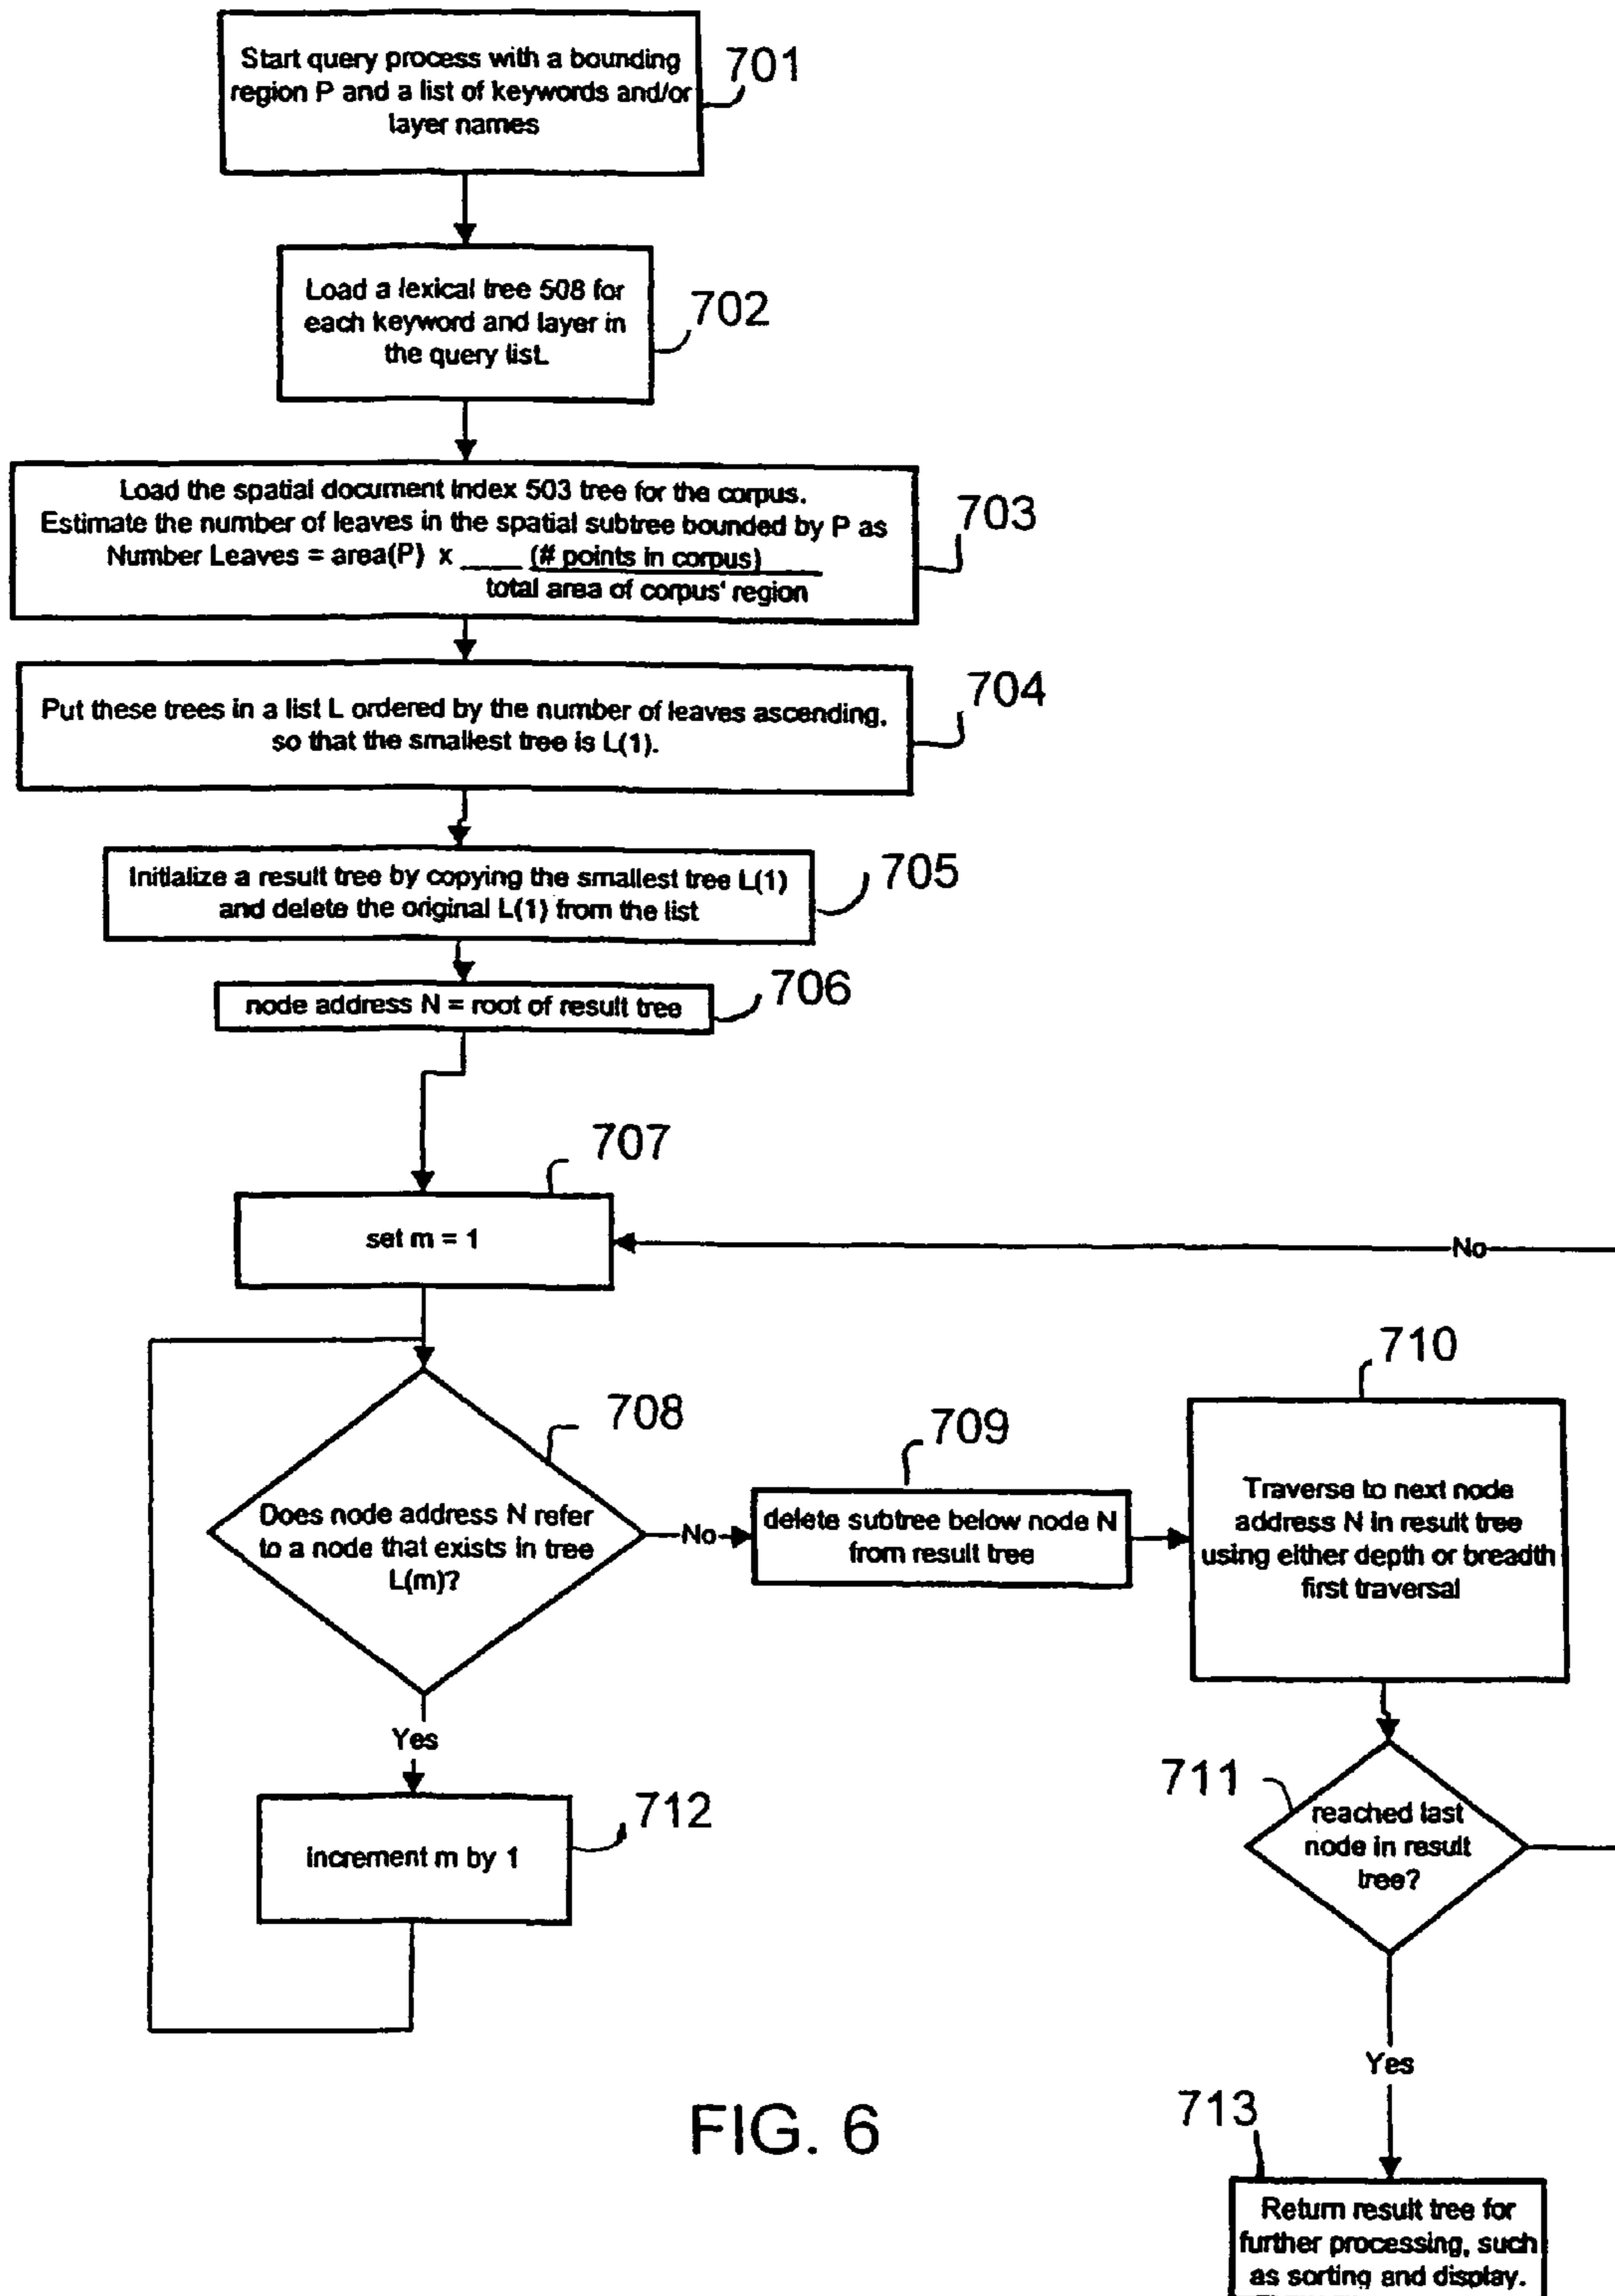 Start query process with a bounding
region P and a list of keywords and/or
layer names
701
Load a lexical tree 508 for
each keyword and layer in
the query list.
702
Load the spatial document index 503 tree for the corpus.
Estimate the number of leaves in the spatial subtree bounded by P as
Number Leaves = area(P) x ____ (# points in corpus)
total area of corpus' region
703
Put these trees in a list L ordered by the number of leaves ascending,
so that the smallest tree is L(1).
704
Initialize a result tree by copying the smallest tree L(1)
and delete the original L(1) from the list
705
node address N = root of result tree
706
707
set m = 1
No
708
Does node address N refer
to a node that exists in tree
L(m)?
No
709
delete subtree below node N
from result tree
710
Traverse to next node
address N in result tree
using either depth or breadth
first traversal
Yes
712
increment m by 1
711
reached last
node in result
tree?
Yes
713
Return result tree for
further processing, such
as sorting and display.
FIG. 6